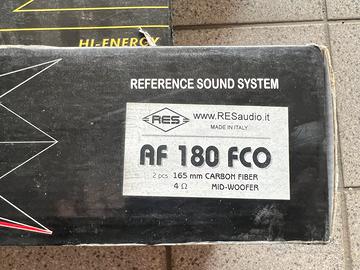 HI-ENERGY
REFERENCE SOUND SYSTEM
RES www.RESaudio.it
MADE IN ITALY
AF 180 FCO
2 pcs 165 mm CARBON FIBER
4 Ω MID-WOOFER